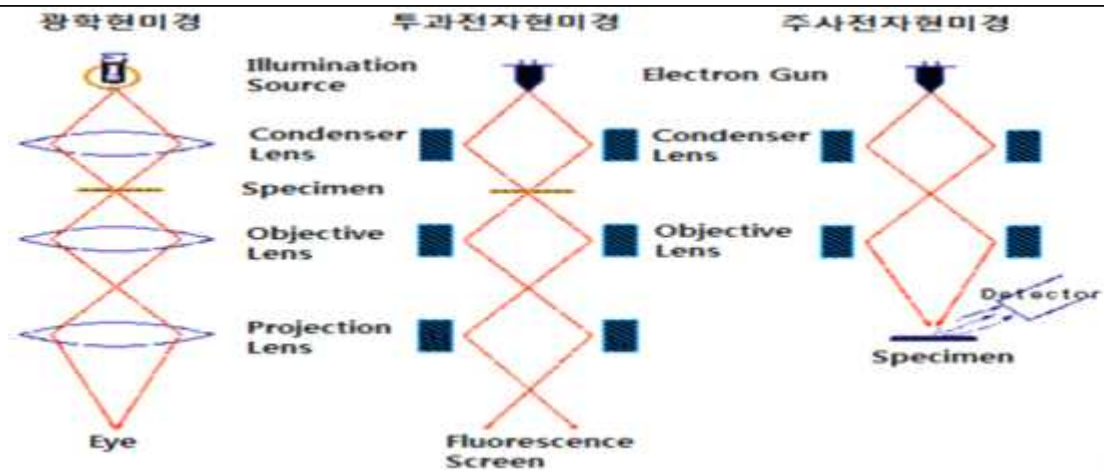 광학현미경
투과전자현미경
주사전자현미경
Illumination
Source
Electron Gun
Condenser
Lens
Condenser
Lens
Specimen
Objective
Lens
Objective
Lens
Detector
Projection
Lens
Specimen
Eye
Fluorescence
Screen